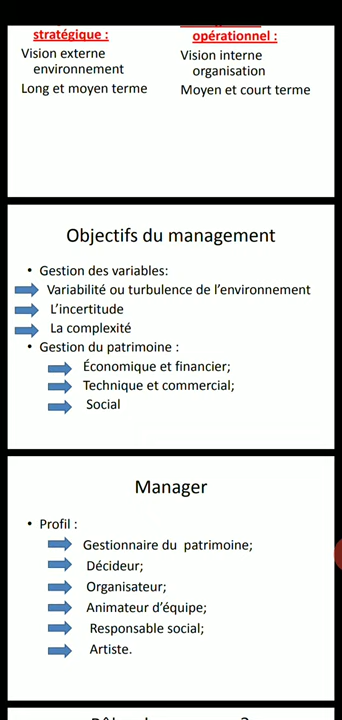 stratégique :
opérationnel :
Vision externe
environnement
Long et moyen terme
Vision interne
organisation
Moyen et court terme
Objectifs du management
• Gestion des variables:
Variabilité ou turbulence de l'environnement
L'incertitude
La complexité
• Gestion du patrimoine :
Économique et financier;
Technique et commercial;
Social
Manager
• Profil :
Gestionnaire du patrimoine;
Décideur;
Organisateur;
Animateur d'équipe;
Responsable social;
Artiste.